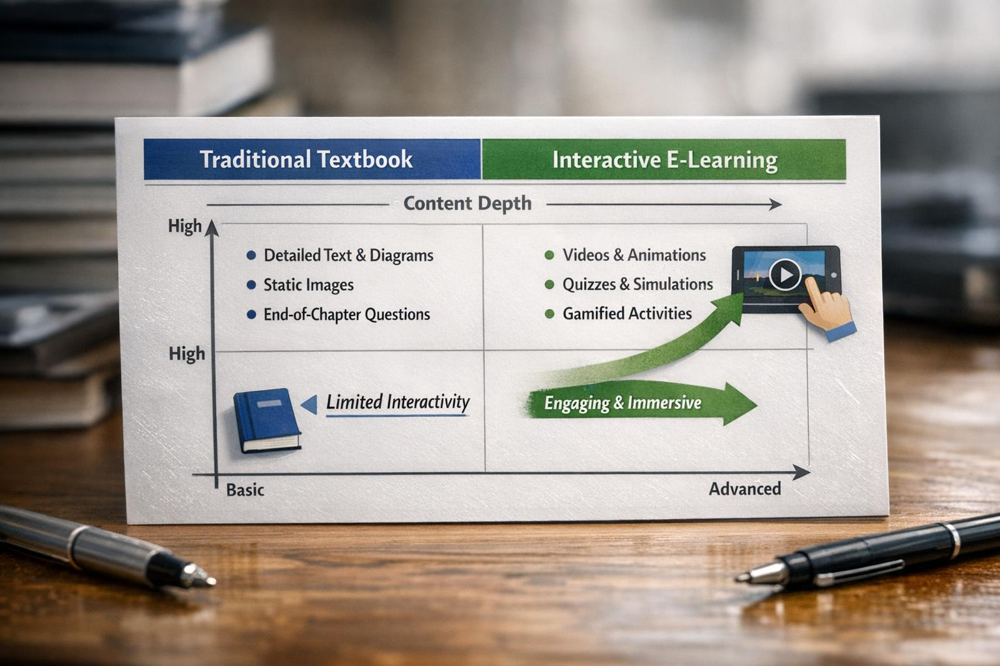 Traditional Textbook
Interactive E-Learning
Content Depth
High
Detailed Text & Diagrams
Static Images
End-of-Chapter Questions
Videos & Animations
Quizzes & Simulations
Gamified Activities
High
Limited Interactivity
Engaging & Immersive
Basic
Advanced